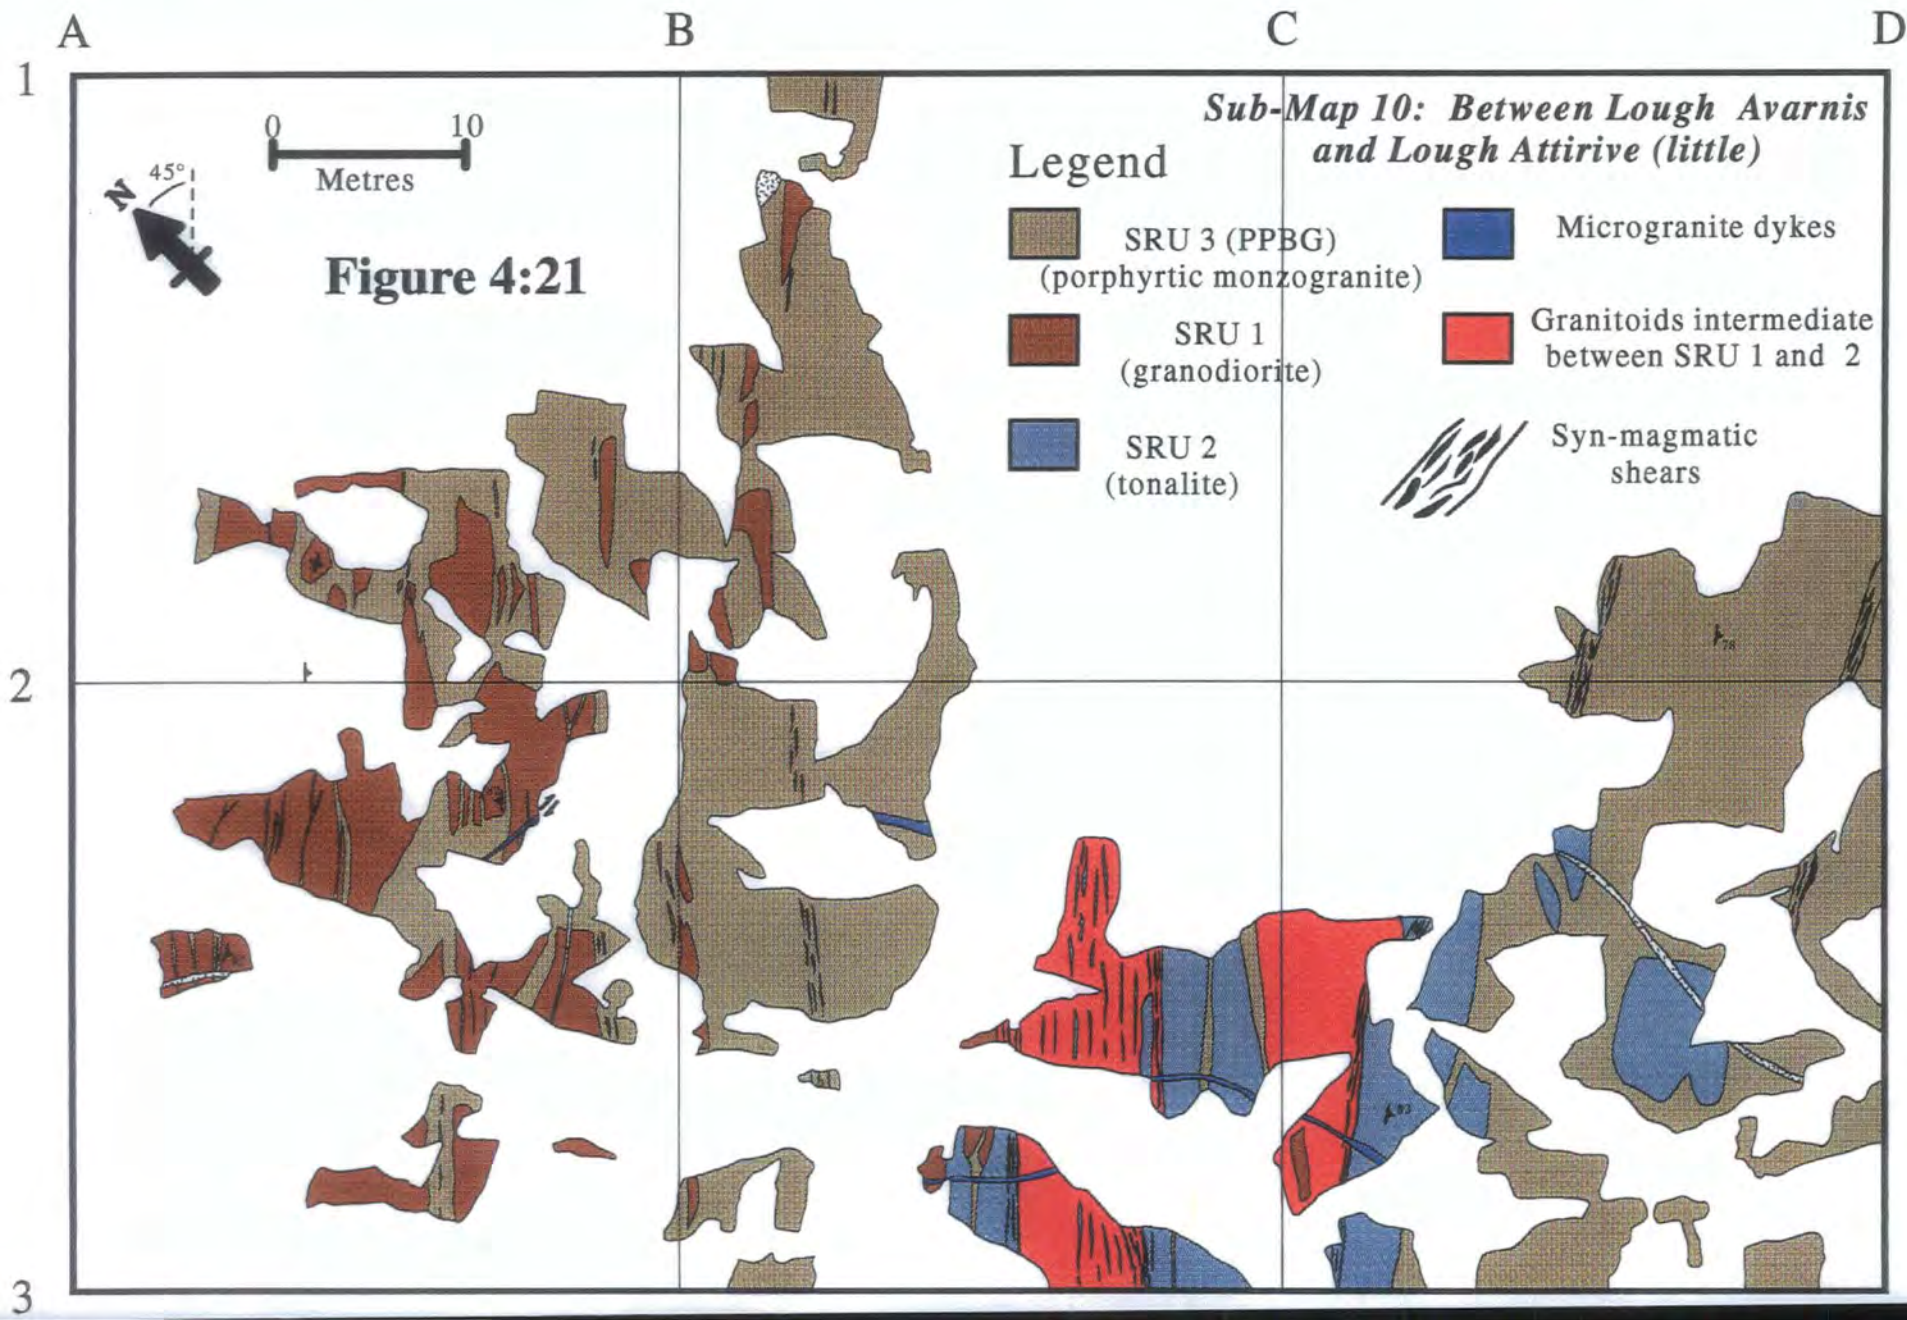 A B C D
1
Sub-Map 10: Between Lough Avarnis
and Lough Attirive (little)
0 10
Metres
45°
N
Figure 4:21
Legend
SRU 3 (PPBG)
(porphyrtic monzogranite)
SRU 1
(granodiorite)
SRU 2
(tonalite)
Microgranite dykes
Granitoids intermediate
between SRU 1 and 2
Syn-magmatic
shears
78
2
83
3